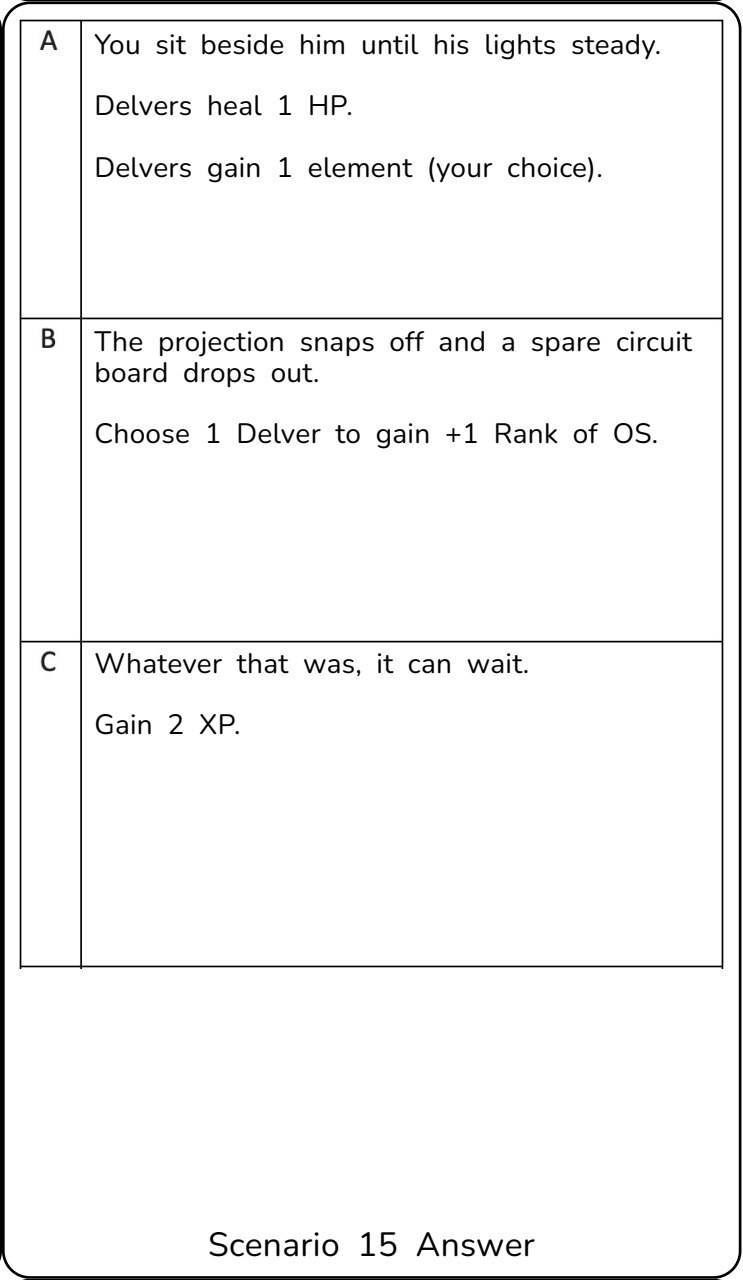 A
You sit beside him until his lights steady.
Delvers heal 1 HP.
Delvers gain 1 element (your choice).
B
The projection snaps off and a spare circuit
board drops out.
Choose 1 Delver to gain +1 Rank of OS.
C
Whatever that was, it can wait.
Gain 2 XP.
Scenario 15 Answer